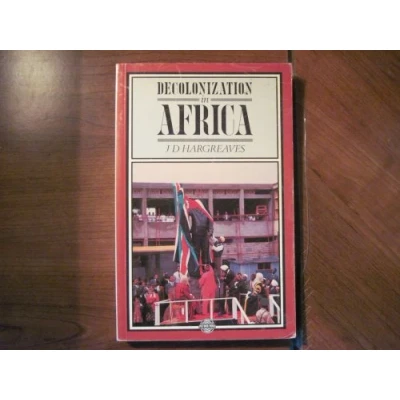 DECOLONIZATION
in
AFRICA
J D HARGREAVES